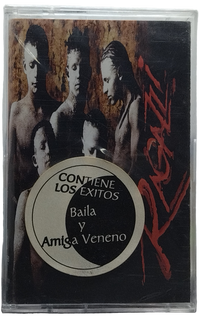 RAGAZZI
CONTIENE
LOS EXITOS
Baila
y
Amiga Veneno